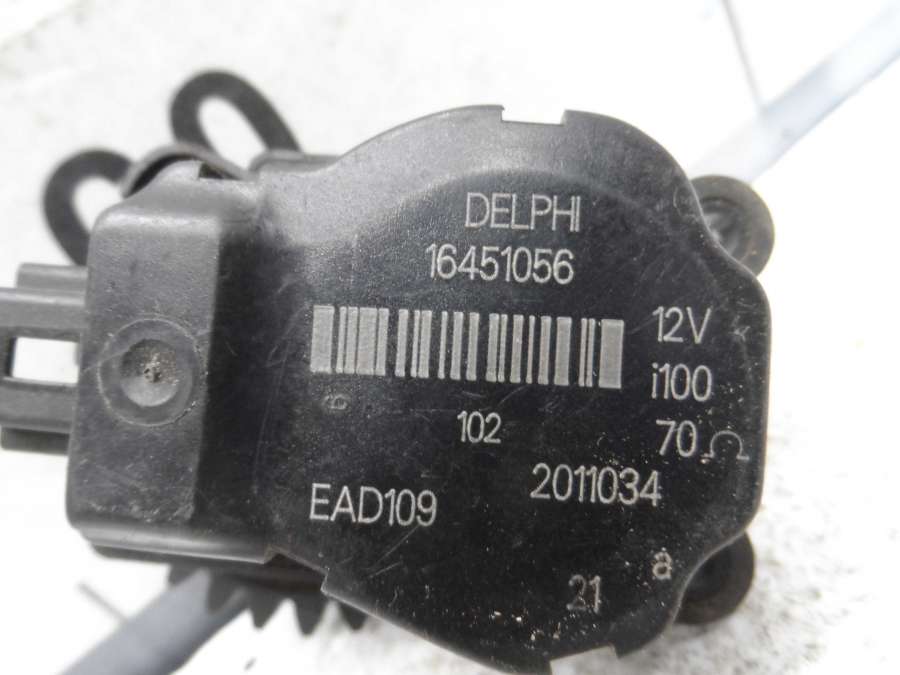 DELPHI
16451056
12V
i100
102
70Ω
2011034
EAD109
a
21